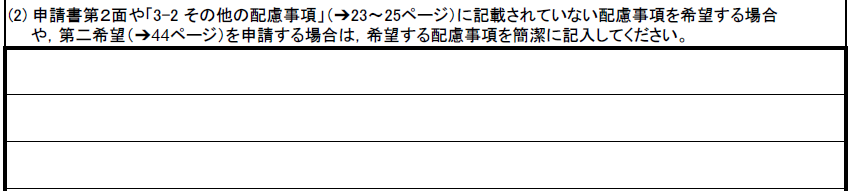 (2) 申請書第2面や「3-2 その他の配慮事項」（➔23～25ページ）に記載されていない配慮事項を希望する場合
や，第二希望（➔44ページ）を申請する場合は，希望する配慮事項を簡潔に記入してください。